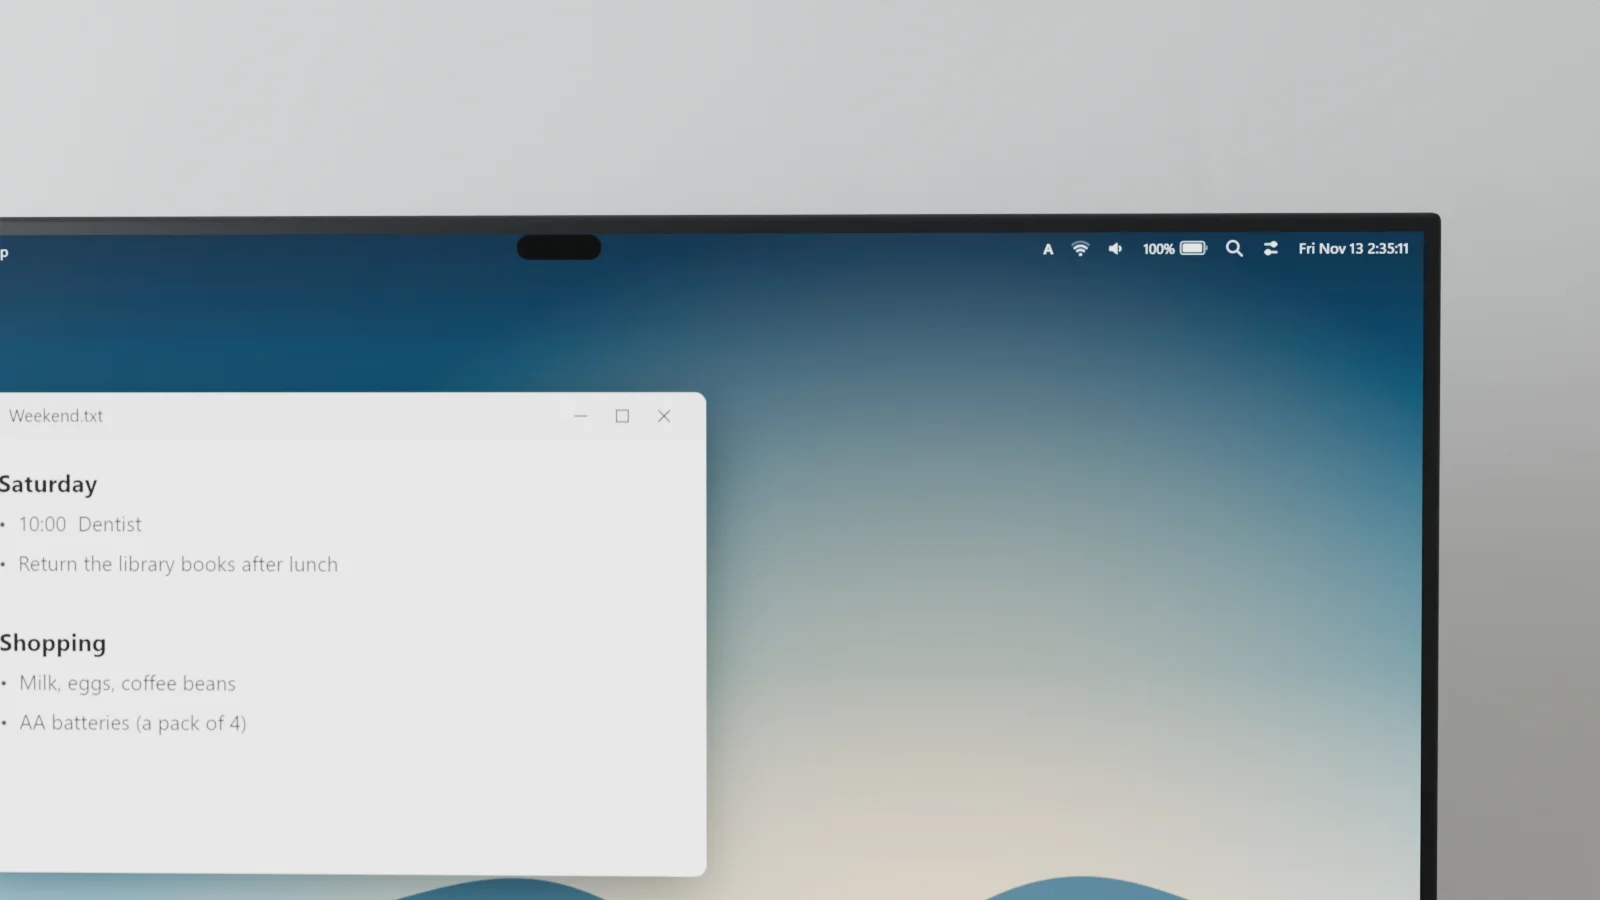 p
A 100% Fri Nov 13 2:35:11
Weekend.txt
Saturday
• 10:00 Dentist
• Return the library books after lunch
Shopping
• Milk, eggs, coffee beans
• AA batteries (a pack of 4)